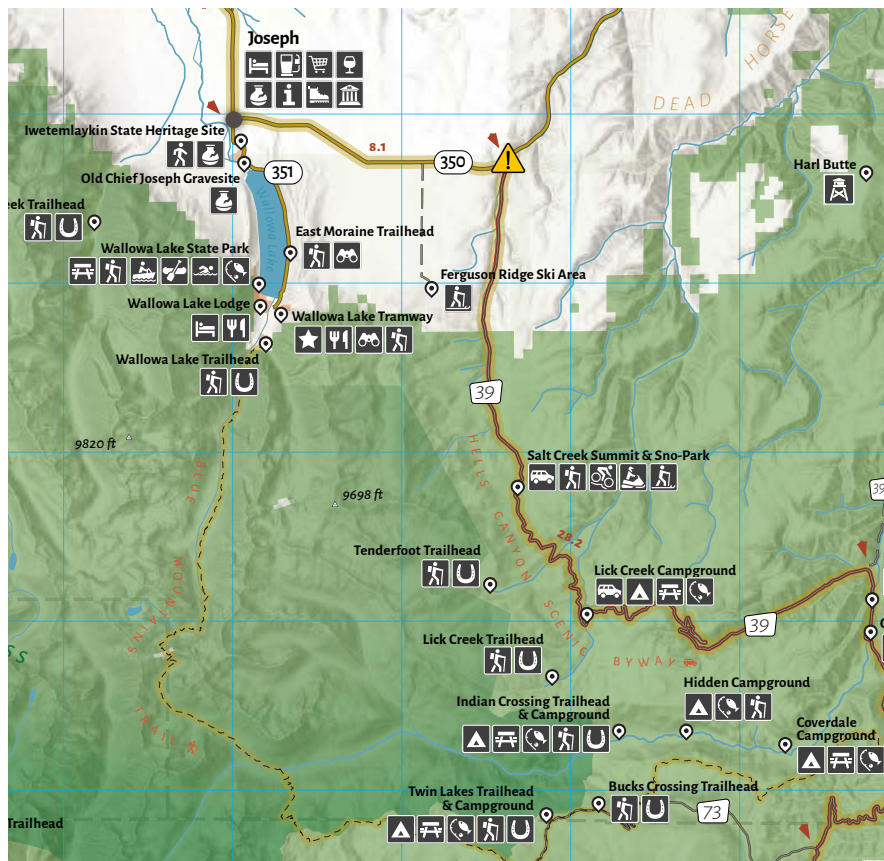 Joseph
HORSE
DEAD
Iwetemlaykin State Heritage Site
8.1
350
Harl Butte
351
Old Chief Joseph Gravesite
Wallowa Lake
eek Trailhead
East Moraine Trailhead
Wallowa Lake State Park
Ferguson Ridge Ski Area
Wallowa Lake Lodge
Wallowa Lake Tramway
Wallowa Lake Trailhead
39
9820 ft
HELLS CANYON SCENIC BYWAY
Salt Creek Summit & Sno-Park
BLUE MOUNTAINS TRAIL
9698 ft
39
28.2
Tenderfoot Trailhead
Lick Creek Campground
39
Lick Creek Trailhead
SS
Hidden Campground
Indian Crossing Trailhead
& Campground
Coverdale
Campground
Twin Lakes Trailhead
& Campground
Bucks Crossing Trailhead
73
Trailhead